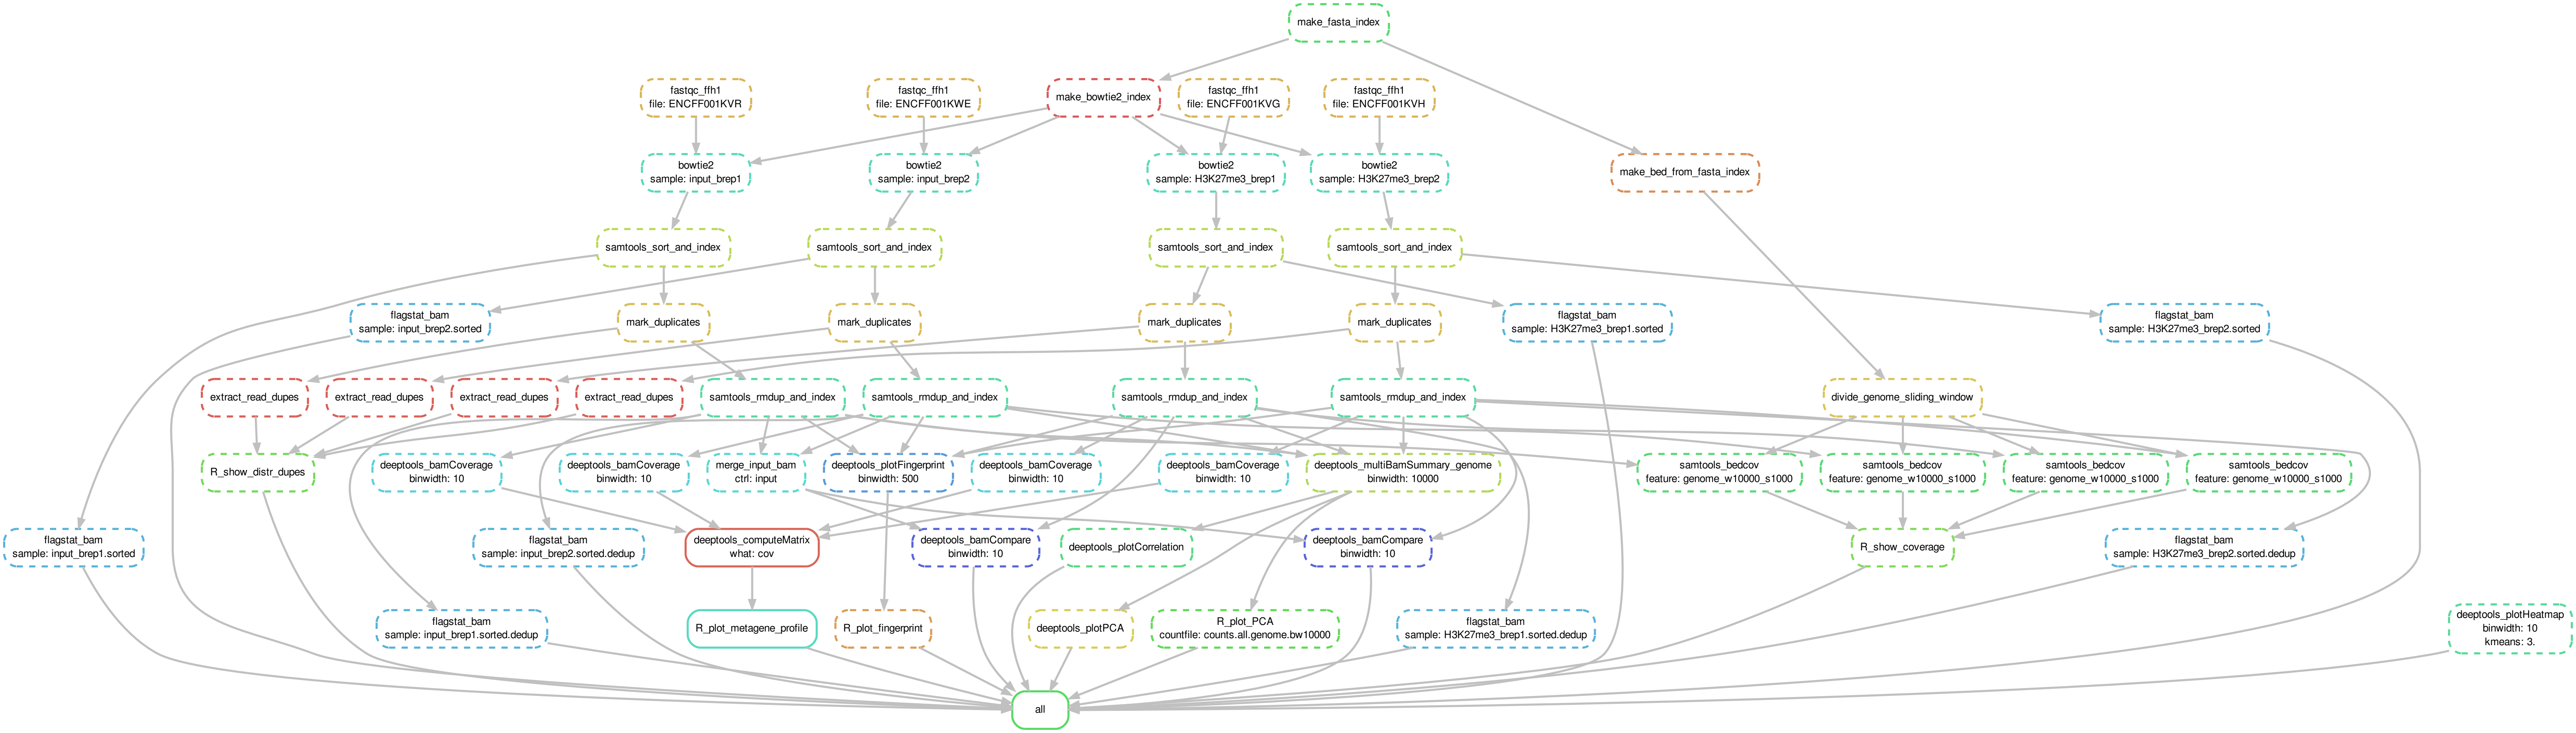 make_fasta_index
fastqc_ffh1
file: ENCFF001KVR
fastqc_ffh1
file: ENCFF001KWE
make_bowtie2_index
fastqc_ffh1
file: ENCFF001KVG
fastqc_ffh1
file: ENCFF001KVH
bowtie2
sample: input_brep1
bowtie2
sample: input_brep2
bowtie2
sample: H3K27me3_brep1
bowtie2
sample: H3K27me3_brep2
make_bed_from_fasta_index
samtools_sort_and_index
samtools_sort_and_index
samtools_sort_and_index
samtools_sort_and_index
flagstat_bam
sample: input_brep2.sorted
mark_duplicates
mark_duplicates
mark_duplicates
mark_duplicates
flagstat_bam
sample: H3K27me3_brep1.sorted
flagstat_bam
sample: H3K27me3_brep2.sorted
extract_read_dupes
extract_read_dupes
extract_read_dupes
extract_read_dupes
samtools_rmdup_and_index
samtools_rmdup_and_index
samtools_rmdup_and_index
samtools_rmdup_and_index
divide_genome_sliding_window
R_show_distr_dupes
deeptools_bamCoverage
binwidth: 10
deeptools_bamCoverage
binwidth: 10
merge_input_bam
ctrl: input
deeptools_plotFingerprint
binwidth: 500
deeptools_bamCoverage
binwidth: 10
deeptools_bamCoverage
binwidth: 10
deeptools_multiBamSummary_genome
binwidth: 10000
samtools_bedcov
feature: genome_w10000_s1000
samtools_bedcov
feature: genome_w10000_s1000
samtools_bedcov
feature: genome_w10000_s1000
samtools_bedcov
feature: genome_w10000_s1000
flagstat_bam
sample: input_brep1.sorted
flagstat_bam
sample: input_brep2.sorted.dedup
deeptools_computeMatrix
what: cov
deeptools_bamCompare
binwidth: 10
deeptools_plotCorrelation
deeptools_bamCompare
binwidth: 10
R_show_coverage
flagstat_bam
sample: H3K27me3_brep2.sorted.dedup
flagstat_bam
sample: input_brep1.sorted.dedup
R_plot_metagene_profile
R_plot_fingerprint
deeptools_plotPCA
R_plot_PCA
countfile: counts.all.genome.bw10000
flagstat_bam
sample: H3K27me3_brep1.sorted.dedup
deeptools_plotHeatmap
binwidth: 10
kmeans: 3.
all